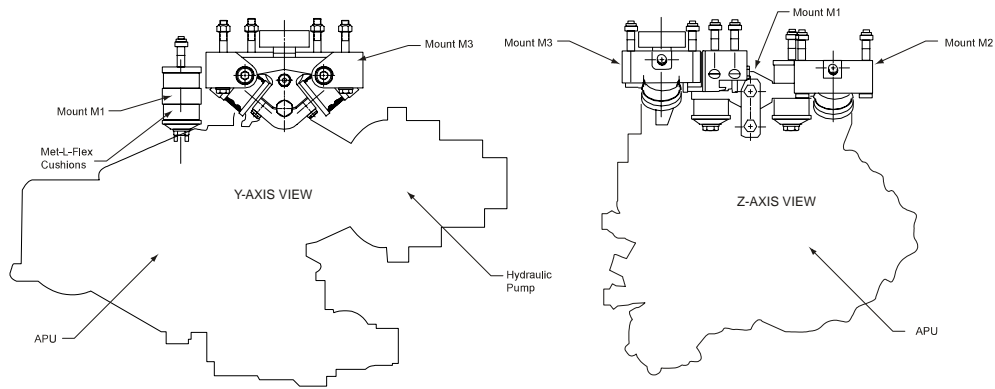 Mount M3
Mount M1
Met-L-Flex
Cushions
Y-AXIS VIEW
Hydraulic
Pump
APU
Mount M1
Mount M3
Mount M2
Z-AXIS VIEW
APU